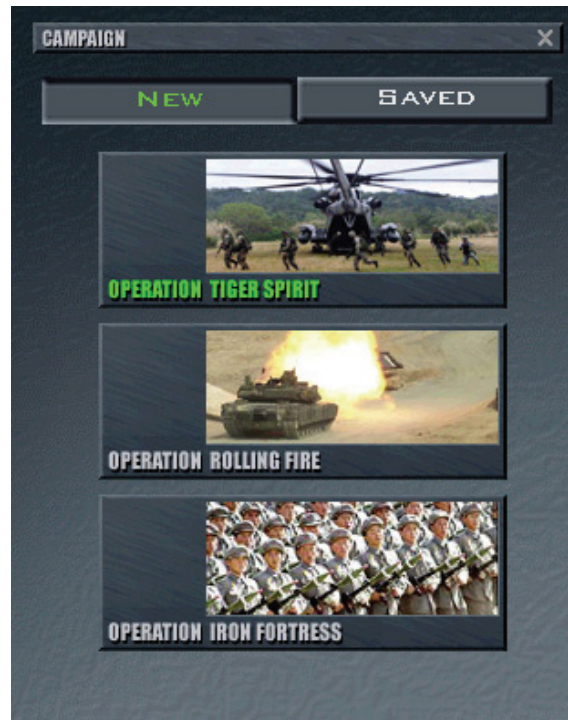 CAMPAIGN
NEW SAVED
OPERATION TIGER SPIRIT
OPERATION ROLLING FIRE
OPERATION IRON FORTRESS